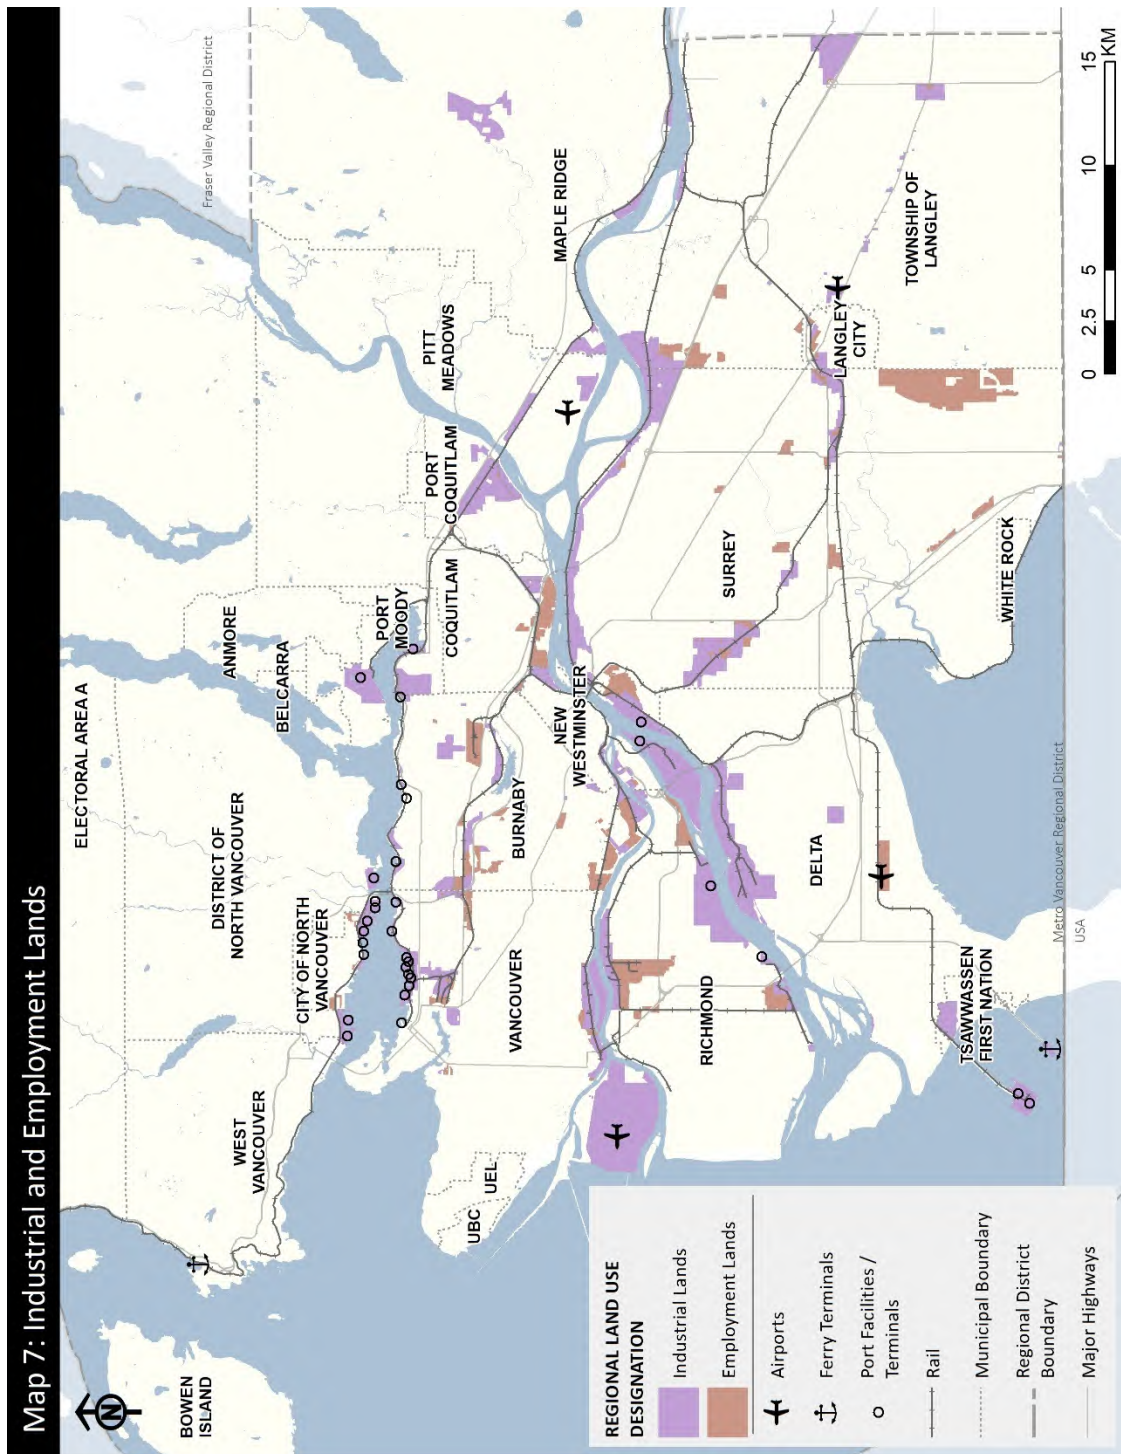 Map 7: Industrial and Employment Lands
N
BOWEN
ISLAND
ELECTORAL AREA A
Fraser Valley Regional District
WEST
VANCOUVER
DISTRICT OF
NORTH VANCOUVER
CITY OF NORTH
VANCOUVER
ANMORE
BELCARRA
PORT
MOODY
COQUITLAM
PORT
COQUITLAM
PITT
MEADOWS
MAPLE RIDGE
UBC
UEL
VANCOUVER
BURNABY
NEW
WESTMINSTER
RICHMOND
DELTA
SURREY
LANGLEY
CITY
TOWNSHIP OF
LANGLEY
WHITE ROCK
TSAWWASSEN
FIRST NATION
Metro Vancouver Regional District
USA
REGIONAL LAND USE
DESIGNATION
Industrial Lands
Employment Lands
Airports
Ferry Terminals
Port Facilities /
Terminals
Rail
Municipal Boundary
Regional District
Boundary
Major Highways
0 2.5 5 10 15
KM